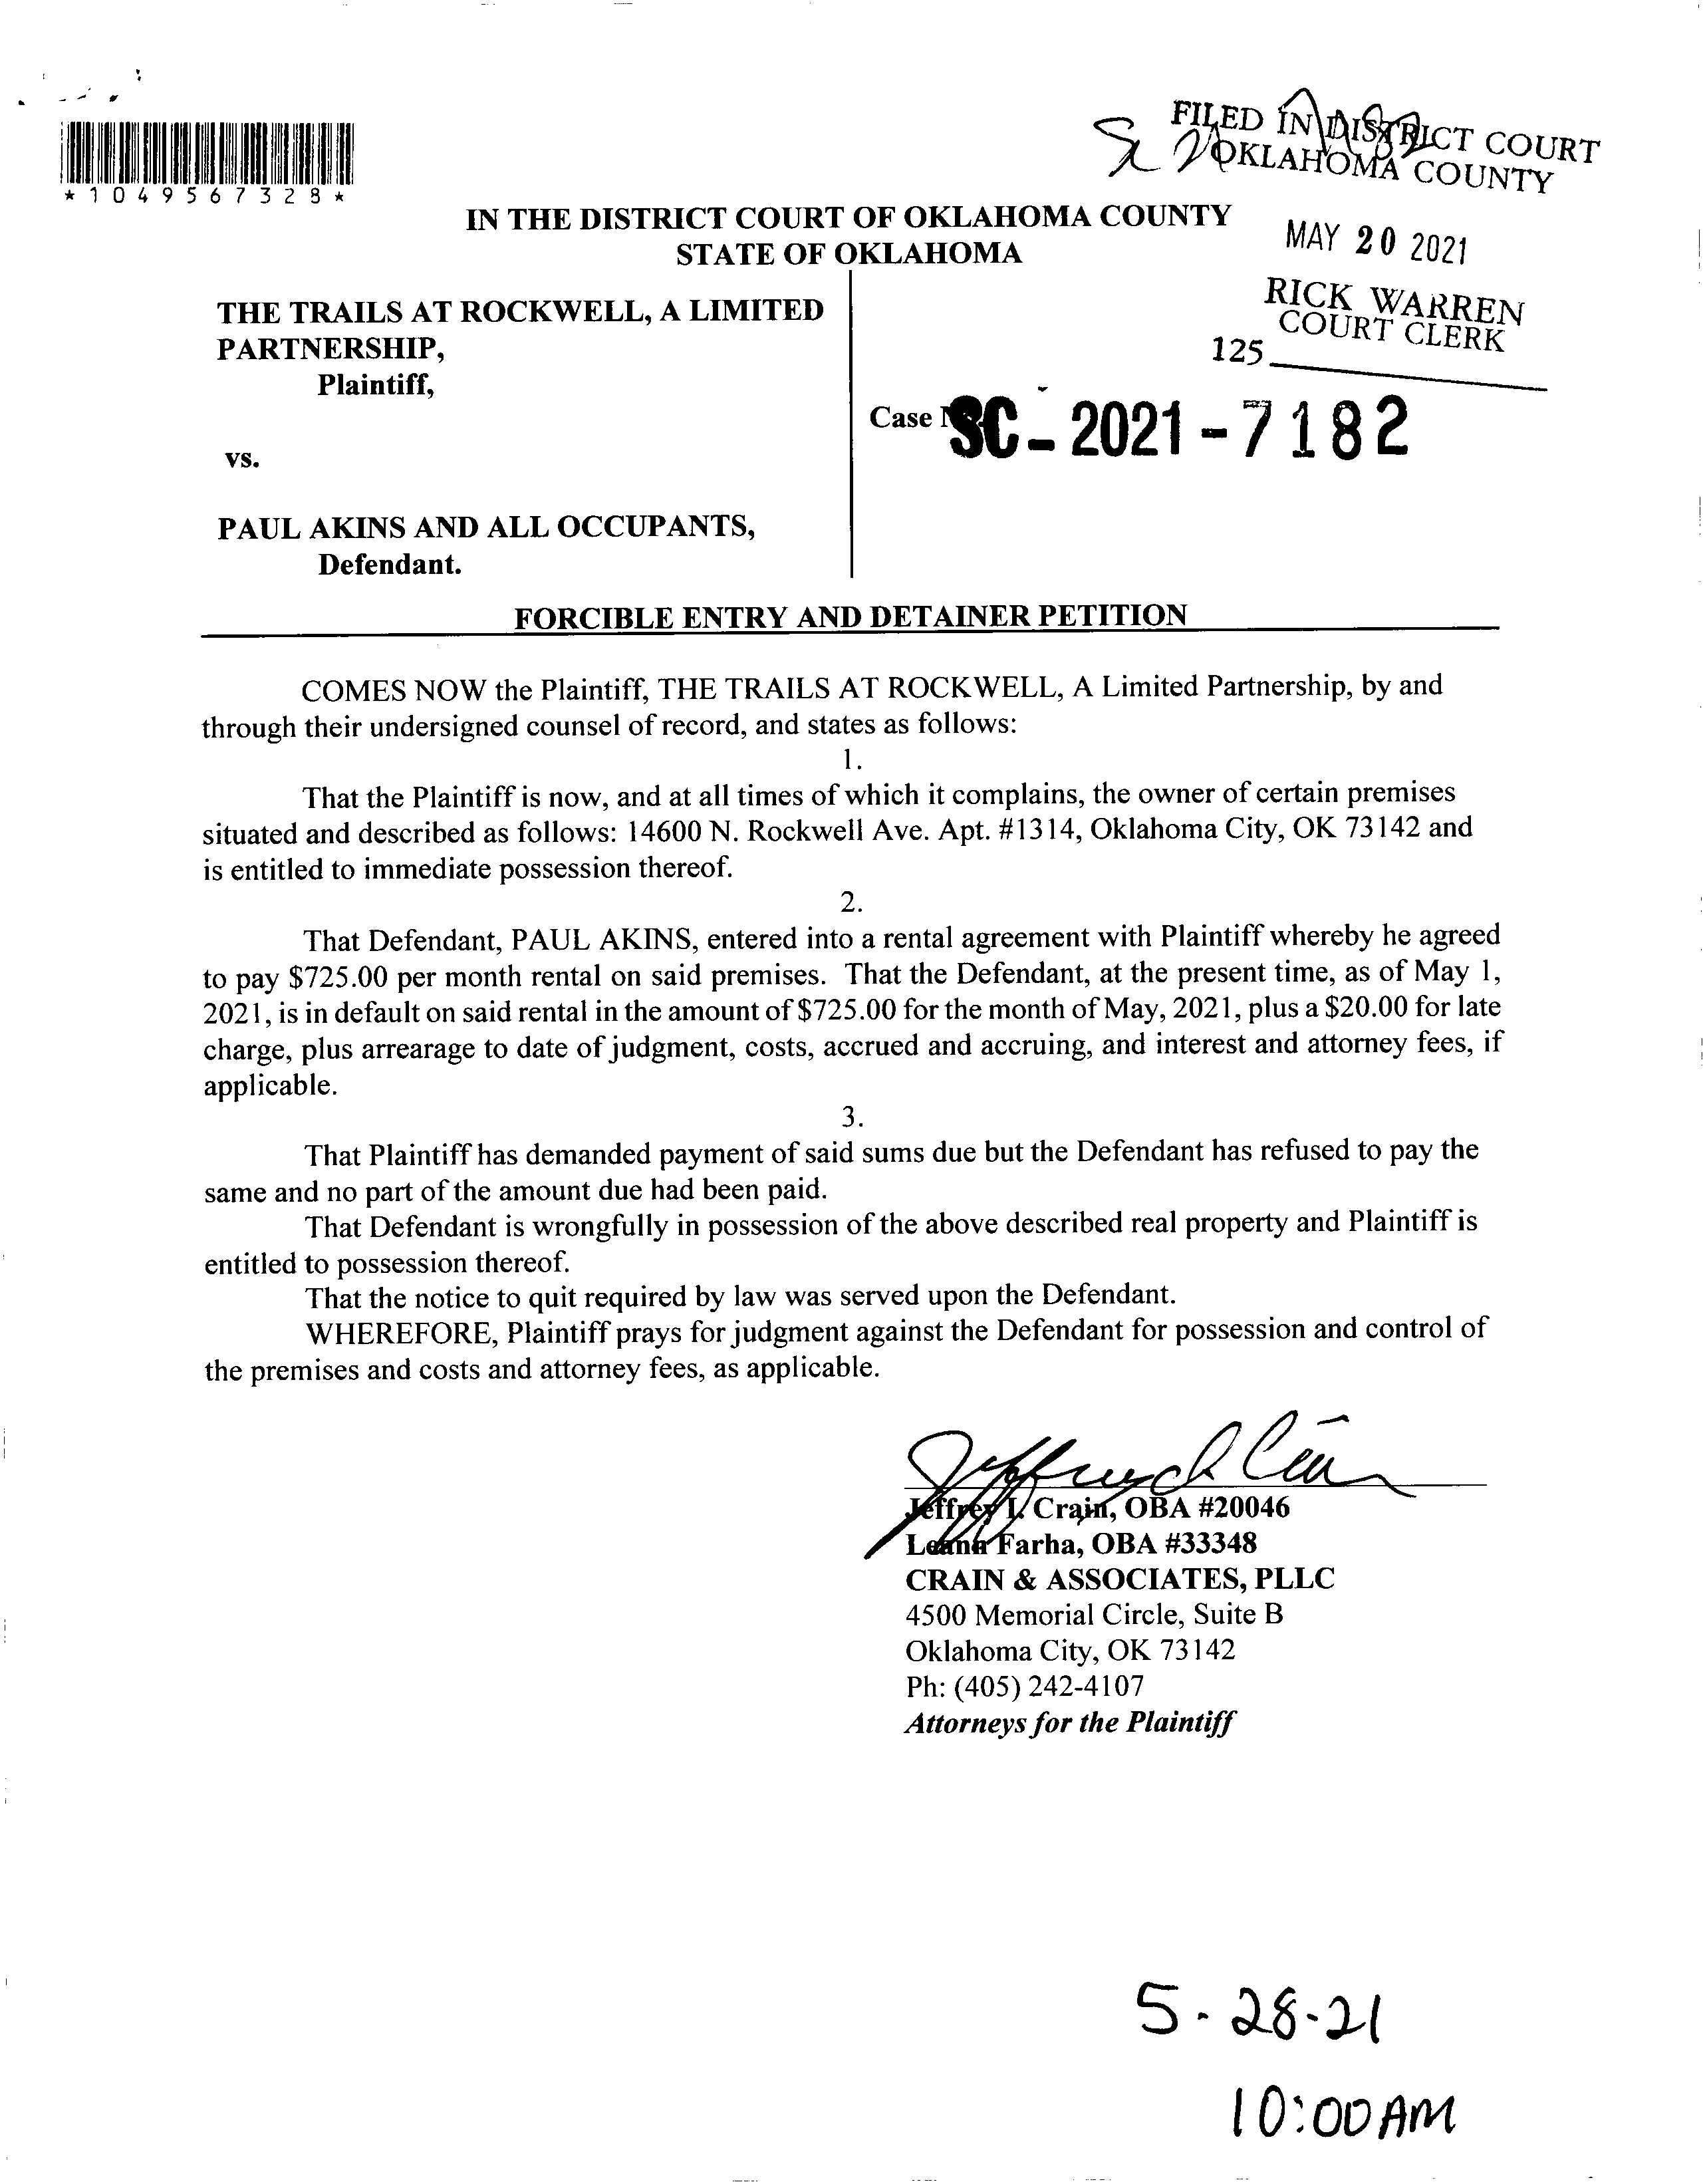 *1049567328*
FILED IN DISTRICT COURT
OKLAHOMA COUNTY
IN THE DISTRICT COURT OF OKLAHOMA COUNTY
STATE OF OKLAHOMA
MAY 20 2021
RICK WARREN
COURT CLERK
125
THE TRAILS AT ROCKWELL, A LIMITED
PARTNERSHIP,
Plaintiff,
Case SC-2021-7182
vs.
PAUL AKINS AND ALL OCCUPANTS,
Defendant.
FORCIBLE ENTRY AND DETAINER PETITION
COMES NOW the Plaintiff, THE TRAILS AT ROCKWELL, A Limited Partnership, by and
through their undersigned counsel of record, and states as follows:
1.
That the Plaintiff is now, and at all times of which it complains, the owner of certain premises
situated and described as follows: 14600 N. Rockwell Ave. Apt. #1314, Oklahoma City, OK 73142 and
is entitled to immediate possession thereof.
2.
That Defendant, PAUL AKINS, entered into a rental agreement with Plaintiff whereby he agreed
to pay $725.00 per month rental on said premises. That the Defendant, at the present time, as of May 1,
2021, is in default on said rental in the amount of $725.00 for the month of May, 2021, plus a $20.00 for late
charge, plus arrearage to date of judgment, costs, accrued and accruing, and interest and attorney fees, if
applicable.
3.
That Plaintiff has demanded payment of said sums due but the Defendant has refused to pay the
same and no part of the amount due had been paid.
That Defendant is wrongfully in possession of the above described real property and Plaintiff is
entitled to possession thereof.
That the notice to quit required by law was served upon the Defendant.
WHEREFORE, Plaintiff prays for judgment against the Defendant for possession and control of
the premises and costs and attorney fees, as applicable.
Jeffrey I. Crain, OBA #20046
Leann Farha, OBA #33348
CRAIN & ASSOCIATES, PLLC
4500 Memorial Circle, Suite B
Oklahoma City, OK 73142
Ph: (405) 242-4107
Attorneys for the Plaintiff
5-28-21
10:00AM